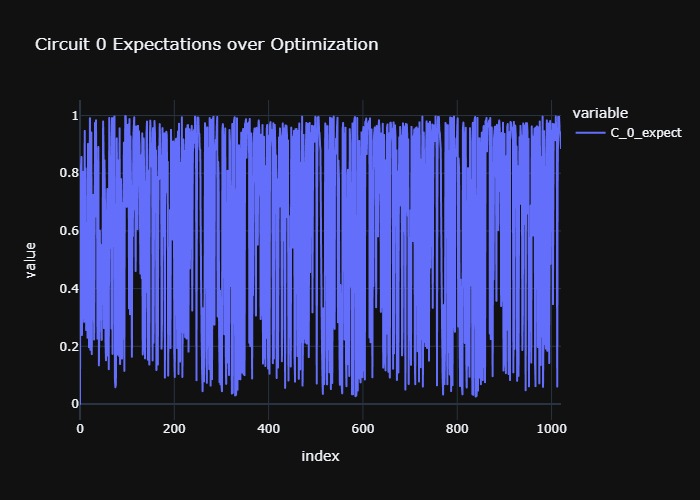 Circuit 0 Expectations over Optimization
variable
C_0_expect
1
0.8
0.6
0.4
0.2
0
value
0 200 400 600 800 1000
index